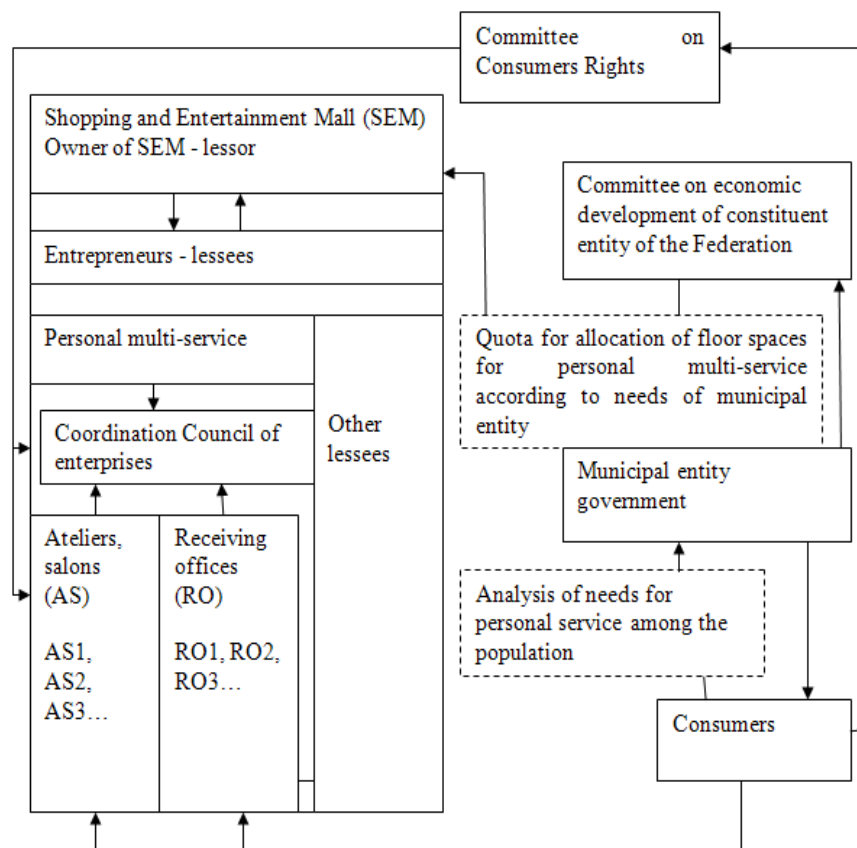 Committee on
Consumers Rights
Shopping and Entertainment Mall (SEM)
Owner of SEM - lessor
Committee on economic
development of constituent
entity of the Federation
Entrepreneurs - lessees
Personal multi-service
Quota for allocation of floor spaces
for personal multi-service
according to needs of municipal
entity
Coordination Council of
enterprises
Other
lessees
Municipal entity
government
Ateliers,
salons
(AS)
AS1,
AS2,
AS3…
Receiving
offices
(RO)
RO1, RO2,
RO3…
Analysis of needs for
personal service among the
population
Consumers